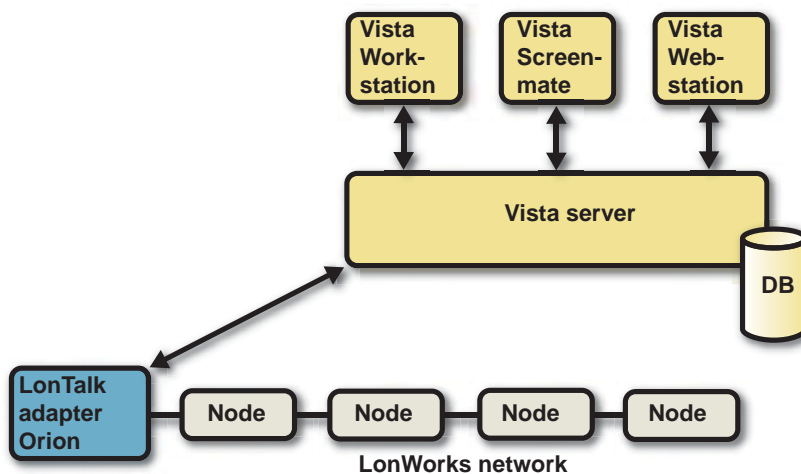 Vista
Work-
station
Vista
Screen-
mate
Vista
Web-
station
Vista server
DB
LonTalk
adapter
Orion
Node
Node
Node
Node
LonWorks network